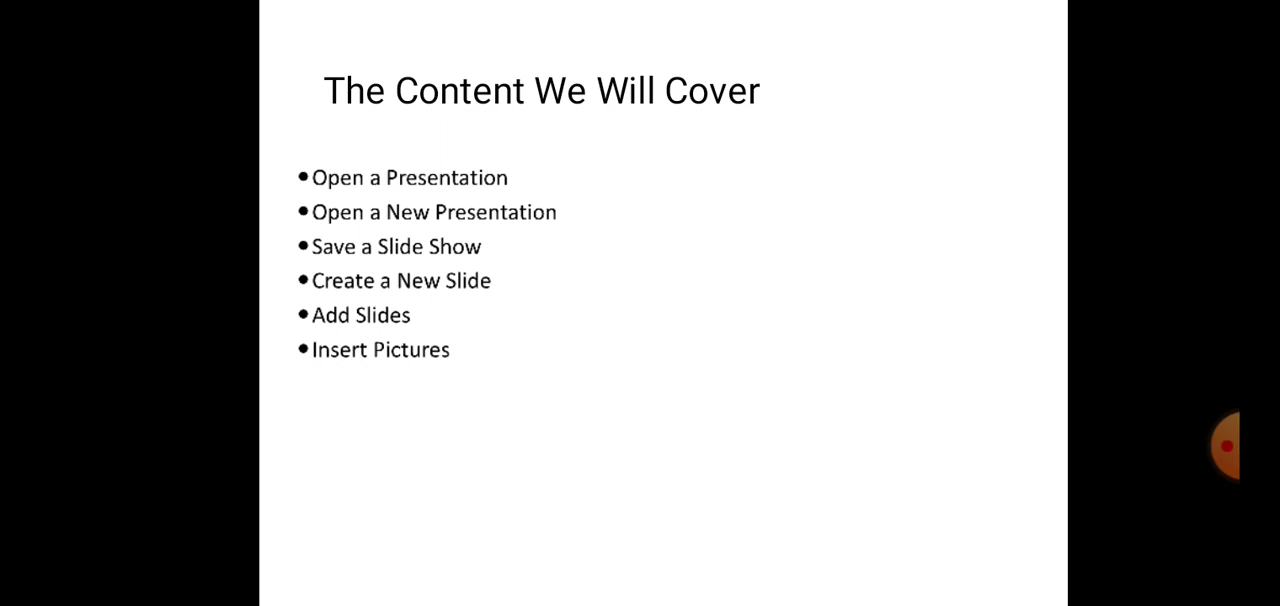 The Content We Will Cover
•Open a Presentation
•Open a New Presentation
•Save a Slide Show
•Create a New Slide
•Add Slides
•Insert Pictures